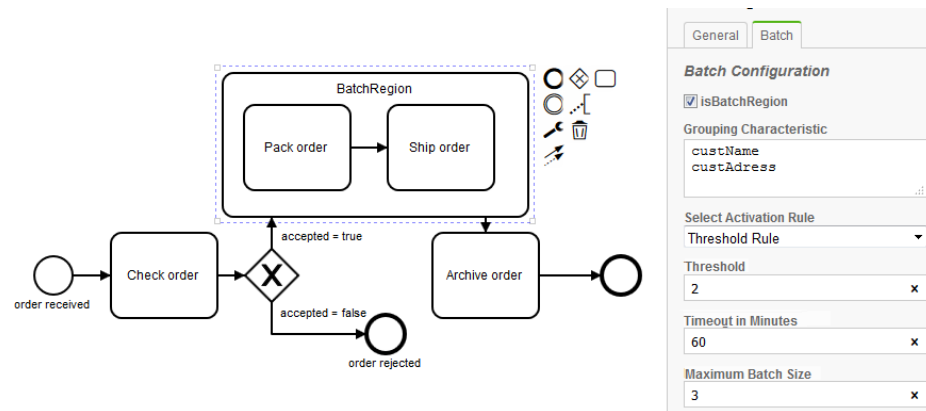 BatchRegion
Pack order
Ship order
accepted = true
Check order
X
Archive order
order received
accepted = false
order rejected
General
Batch
Batch Configuration
isBatchRegion
Grouping Characteristic
custName
custAdress
Select Activation Rule
Threshold Rule
Threshold
2
Timeout in Minutes
60
Maximum Batch Size
3